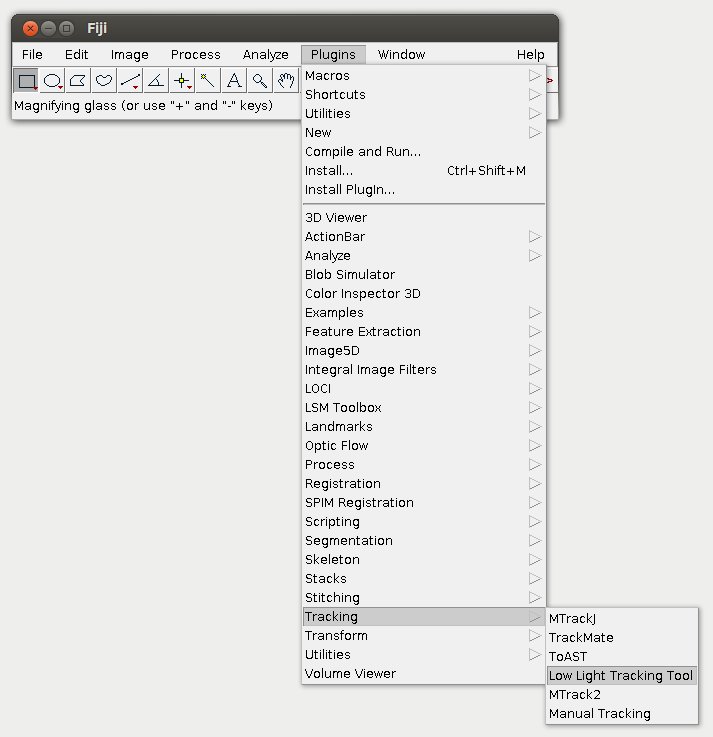 Fiji
File Edit Image Process Analyze Plugins Window Help
A
Magnifying glass (or use "+" and "-" keys)
Macros
Shortcuts
Utilities
New
Compile and Run...
Install... Ctrl+Shift+M
Install PlugIn...
3D Viewer
ActionBar
Analyze
Blob Simulator
Color Inspector 3D
Examples
Feature Extraction
Image5D
Integral Image Filters
LOCI
LSM Toolbox
Landmarks
Optic Flow
Process
Registration
SPIM Registration
Scripting
Segmentation
Skeleton
Stacks
Stitching
Tracking
Transform
Utilities
Volume Viewer
MTrackJ
TrackMate
ToAST
Low Light Tracking Tool
MTrack2
Manual Tracking